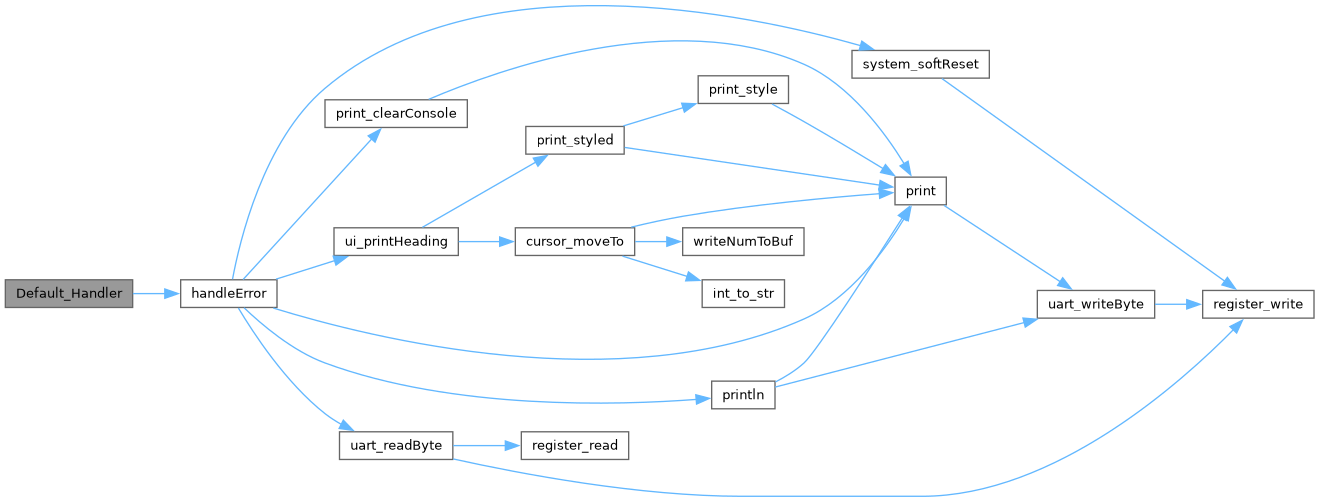 system_softReset
print_style
print_clearConsole
print_styled
print
ui_printHeading
cursor_moveTo
writeNumToBuf
Default_Handler
handleError
int_to_str
uart_writeByte
register_write
println
uart_readByte
register_read